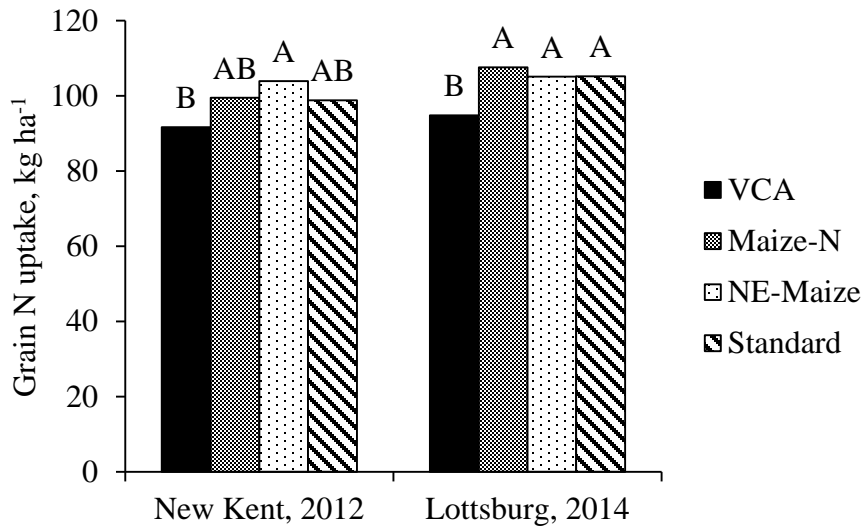 Grain N uptake, kg ha-1
120
100
80
60
40
20
0
B
AB
A
AB
B
A
A
A
New Kent, 2012
Lottsburg, 2014
VCA
Maize-N
NE-Maize
Standard